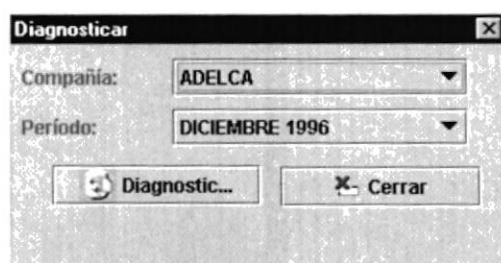 Diagnosticar
Compañía: ADELCA
Período: DICIEMBRE 1996
Diagnostic... Cerrar